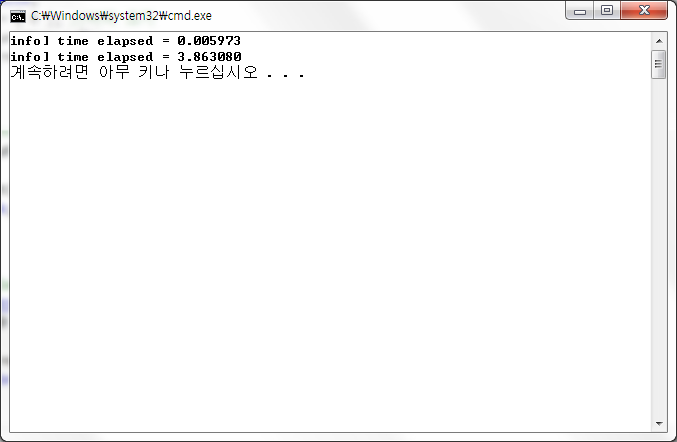 C:₩Windows₩system32₩cmd.exe
info] time elapsed = 0.005973
info] time elapsed = 3.863080
계속하려면 아무 키나 누르십시오 . . .